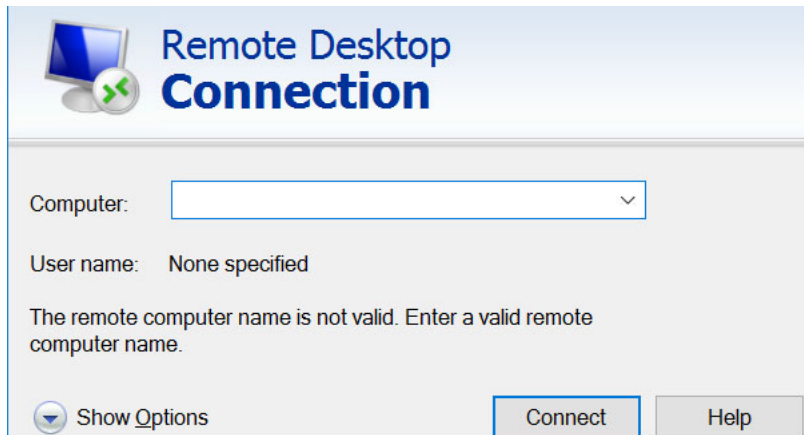 Remote Desktop
Connection
Computer:
User name: None specified
The remote computer name is not valid. Enter a valid remote
computer name.
Show Options
Connect
Help